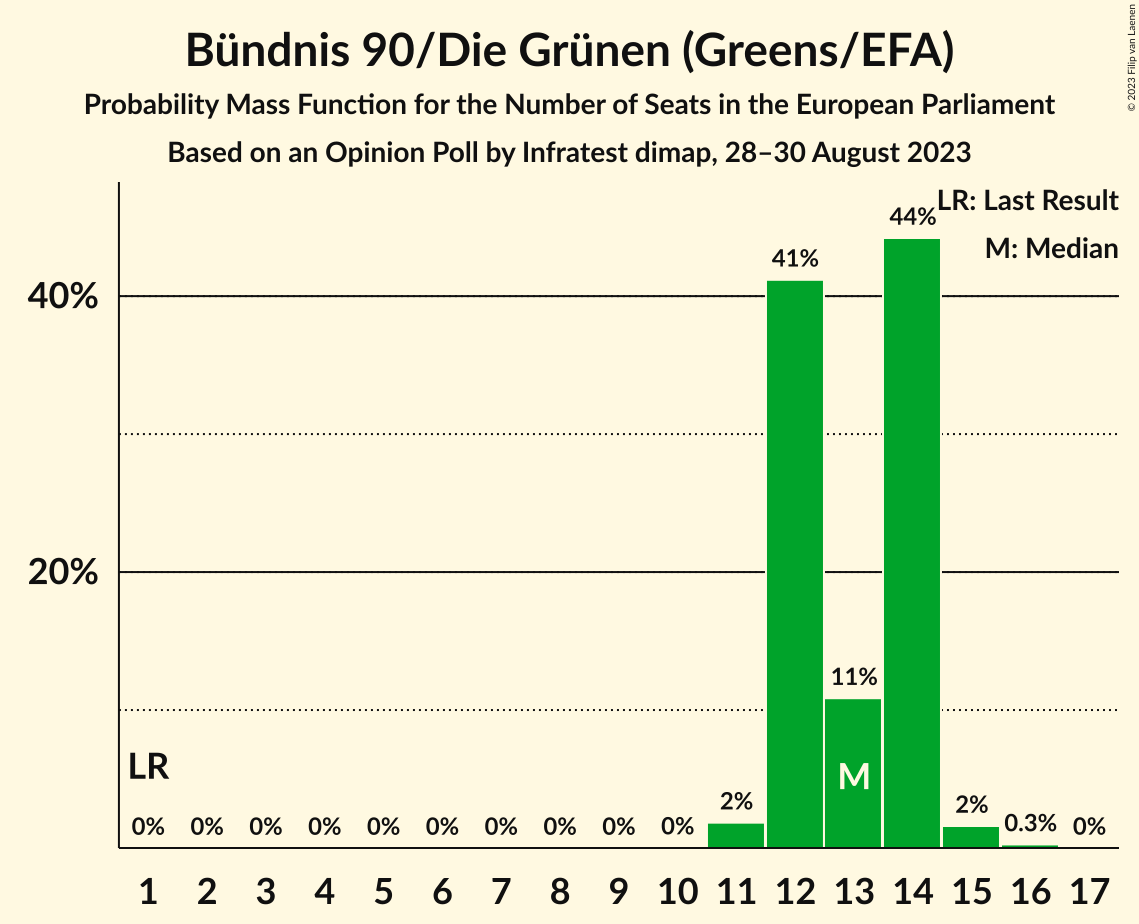 Bündnis 90/Die Grünen (Greens/EFA)
Probability Mass Function for the Number of Seats in the European Parliament
Based on an Opinion Poll by Infratest dimap, 28–30 August 2023
© 2023 Filip van Laenen
LR: Last Result
M: Median
44%
41%
40%
20%
11%
M
LR
2%
2%
0% 0% 0% 0% 0% 0% 0% 0% 0% 0% 0.3% 0%
1 2 3 4 5 6 7 8 9 10 11 12 13 14 15 16 17